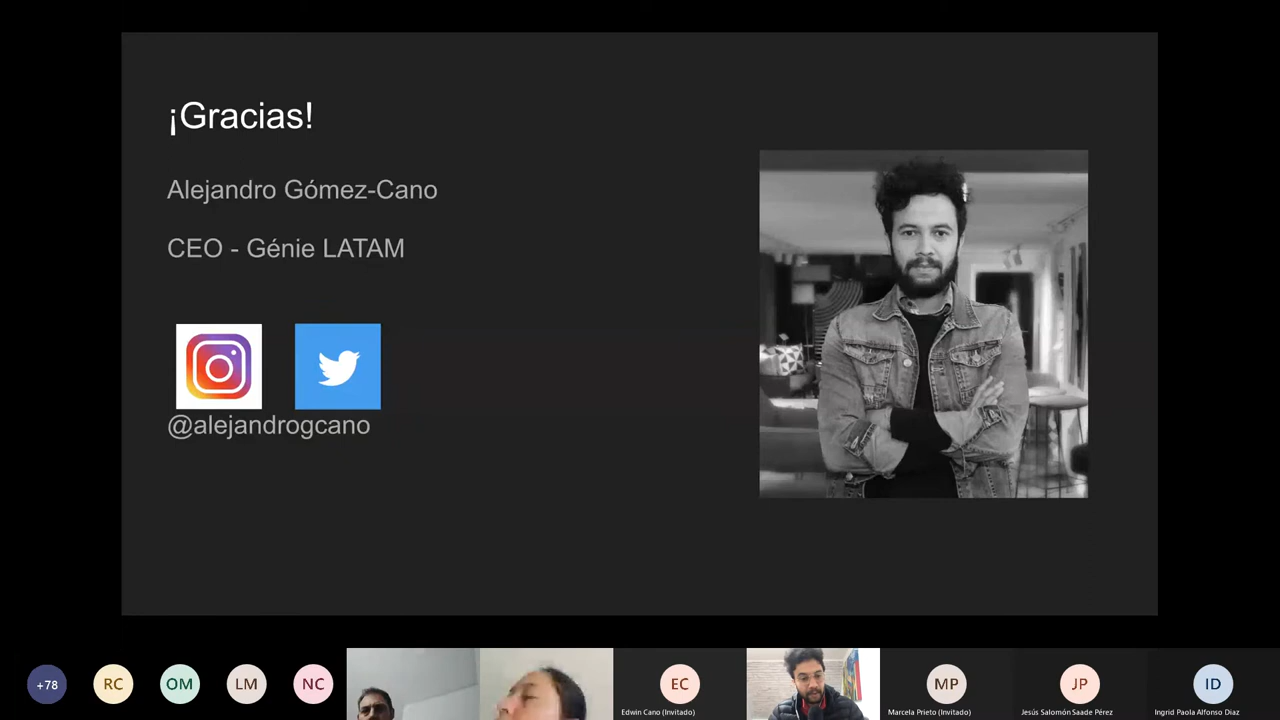 ¡Gracias!
Alejandro Gómez-Cano
CEO - Génie LATAM
@alejandrogcano
+78
RC
OM
LM
NC
EC
Edwin Cano (Invitado)
MP
Marcela Prieto (Invitado)
JP
Jesús Salomón Saade Pérez
ID
Ingrid Paola Alfonso Diaz